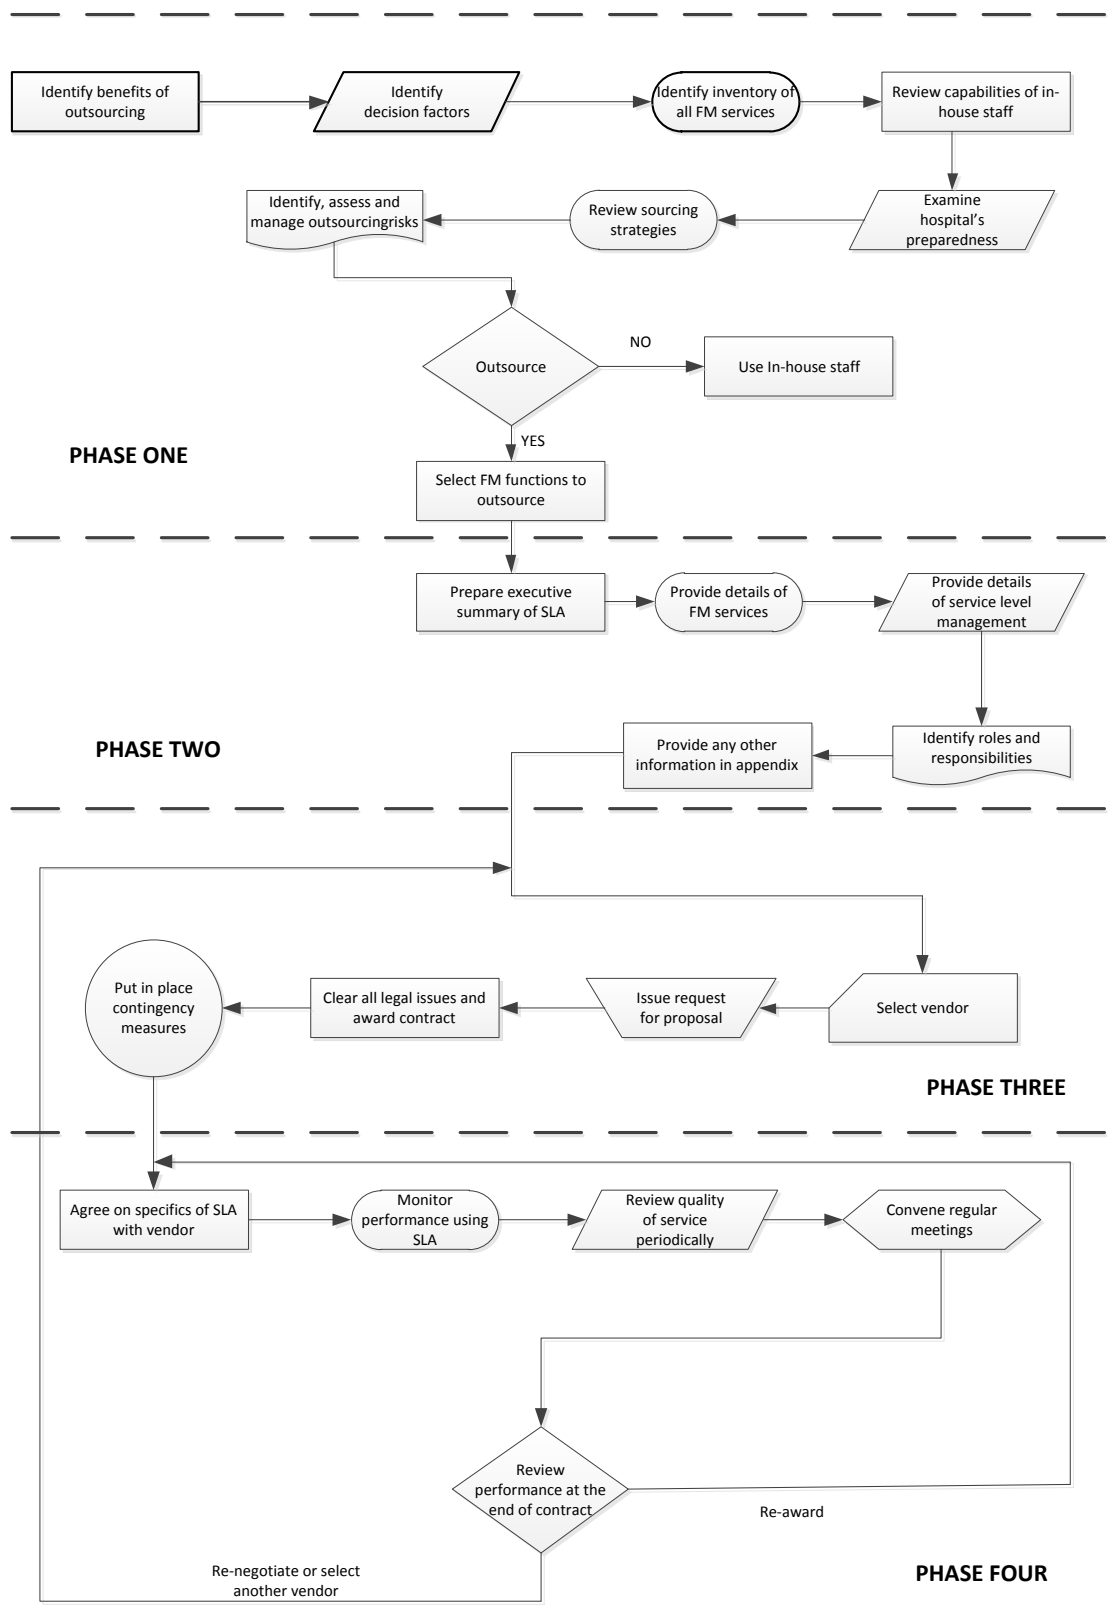 Identify benefits of
outsourcing
Identify
decision factors
Identify inventory of
all FM services
Review capabilities of in-
house staff
Identify, assess and
manage outsourcingrisks
Review sourcing
strategies
Examine
hospital's
preparedness
Outsource
NO
Use In-house staff
YES
PHASE ONE
Select FM functions to
outsource
Prepare executive
summary of SLA
Provide details of
FM services
Provide details
of service level
management
PHASE TWO
Provide any other
information in appendix
Identify roles and
responsibilities
Put in place
contingency
measures
Clear all legal issues and
award contract
Issue request
for proposal
Select vendor
PHASE THREE
Agree on specifics of SLA
with vendor
Monitor
performance using
SLA
Review quality
of service
periodically
Convene regular
meetings
Review
performance at the
end of contract
Re-award
Re-negotiate or select
another vendor
PHASE FOUR